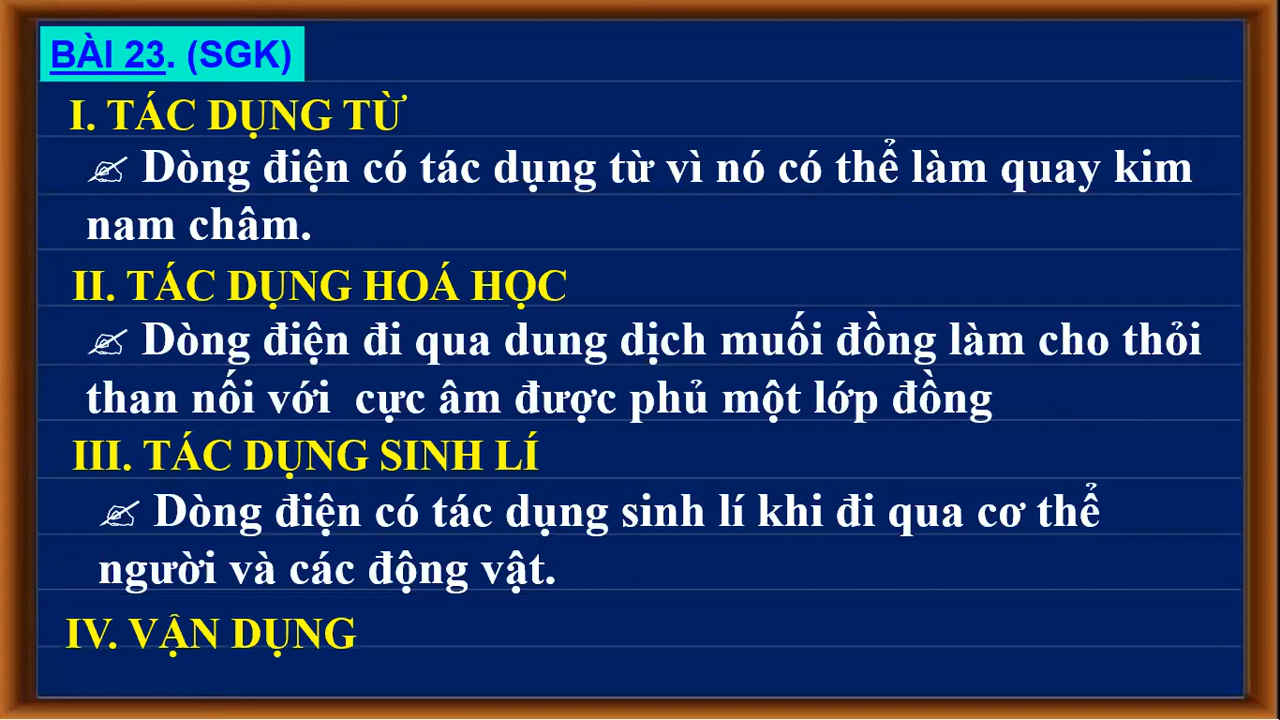 BÀI 23. (SGK)
I. TÁC DỤNG TỪ
✍ Dòng điện có tác dụng từ vì nó có thể làm quay kim
nam châm.
II. TÁC DỤNG HOÁ HỌC
✍ Dòng điện đi qua dung dịch muối đồng làm cho thỏi
than nối với cực âm được phủ một lớp đồng
III. TÁC DỤNG SINH LÍ
✍ Dòng điện có tác dụng sinh lí khi đi qua cơ thể
người và các động vật.
IV. VẬN DỤNG